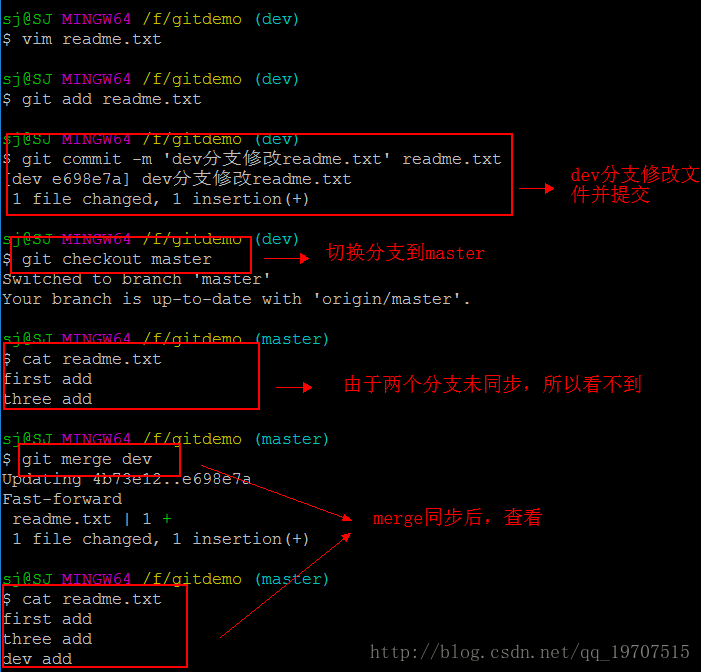 sj@SJ MINGW64 /f/gitdemo (dev)
$ vim readme.txt
sj@SJ MINGW64 /f/gitdemo (dev)
$ git add readme.txt
sj@SJ MINGW64 /f/gitdemo (dev)
$ git commit -m 'dev分支修改readme.txt' readme.txt
[dev e698e7a] dev分支修改readme.txt
1 file changed, 1 insertion(+)
dev分支修改文
件并提交
sj@SJ MINGW64 /f/gitdemo (dev)
$ git checkout master
切换分支到master
Switched to branch 'master'
Your branch is up-to-date with 'origin/master'.
sj@SJ MINGW64 /f/gitdemo (master)
$ cat readme.txt
first add
three add
由于两个分支未同步，所以看不到
sj@SJ MINGW64 /f/gitdemo (master)
$ git merge dev
Updating 4b73e12..e698e7a
Fast-forward
readme.txt | 1 +
1 file changed, 1 insertion(+)
merge同步后，查看
sj@SJ MINGW64 /f/gitdemo (master)
$ cat readme.txt
first add
three add
dev add
http://blog.csdn.net/qq_19707515